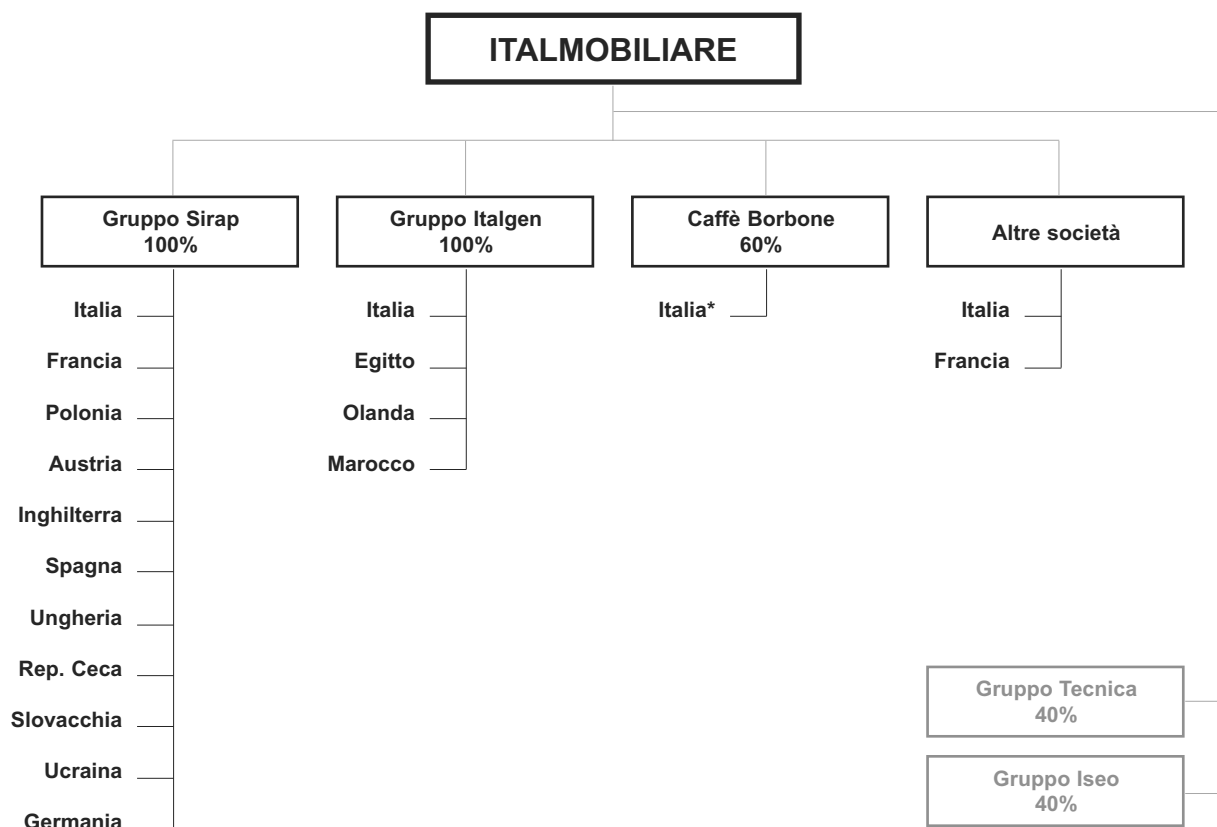 ITALMOBILIARE
Gruppo Sirap
100%
Gruppo Italgen
100%
Caffè Borbone
60%
Altre società
Italia
Francia
Polonia
Austria
Inghilterra
Spagna
Ungheria
Rep. Ceca
Slovacchia
Ucraina
Germania
Italia
Egitto
Olanda
Marocco
Italia*
Italia
Francia
Gruppo Tecnica
40%
Gruppo Iseo
40%